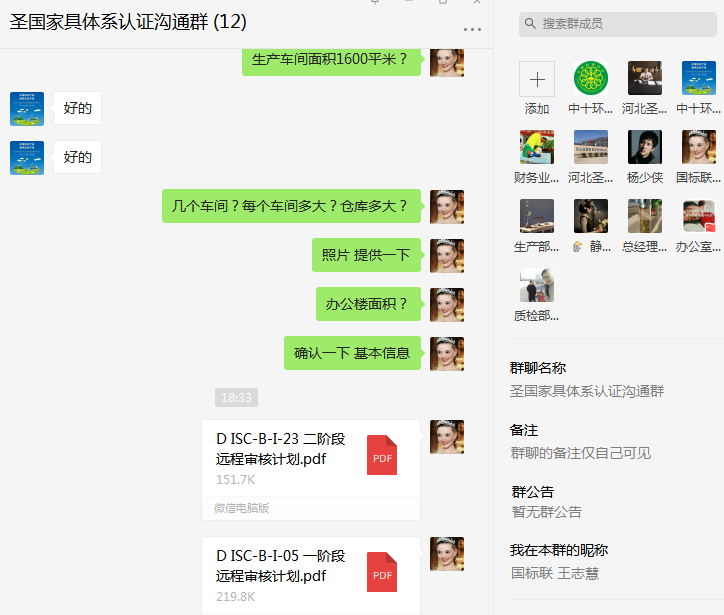 圣国家具体系认证沟通群 (12)
生产车间面积1600平米？
好的
好的
几个车间？每个车间多大？仓库多大？
照片 提供一下
办公楼面积？
确认一下 基本信息
18:33
D ISC-B-I-23 二阶段
远程审核计划.pdf
PDF
151.7K
微信电脑版
D ISC-B-I-05 一阶段
远程审核计划.pdf
PDF
219.8K
搜索群成员
添加
中十环...
河北圣...
中十环...
财务业...
河北圣...
杨少侠
国标联...
生产部...
静...
总经理...
办公室...
质检部...
群聊名称
圣国家具体系认证沟通群
备注
群聊的备注仅自己可见
群公告
暂无群公告
我在本群的昵称
国标联 王志慧